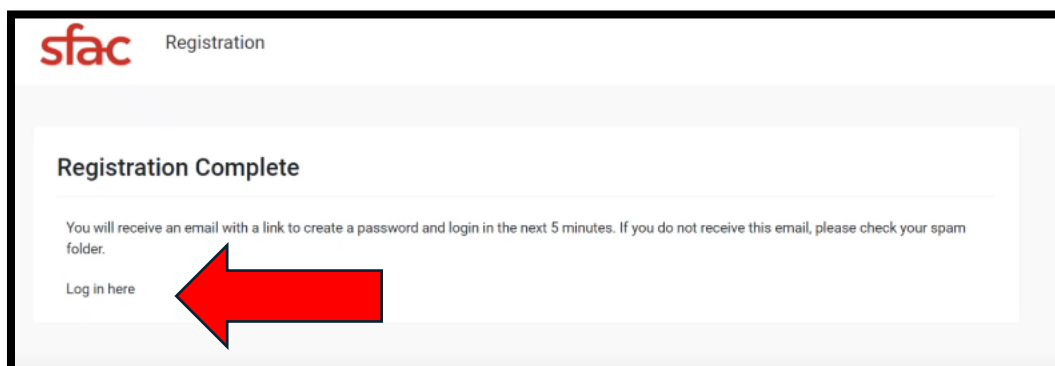 sfac Registration
Registration Complete
You will receive an email with a link to create a password and login in the next 5 minutes. If you do not receive this email, please check your spam
folder.
Log in here